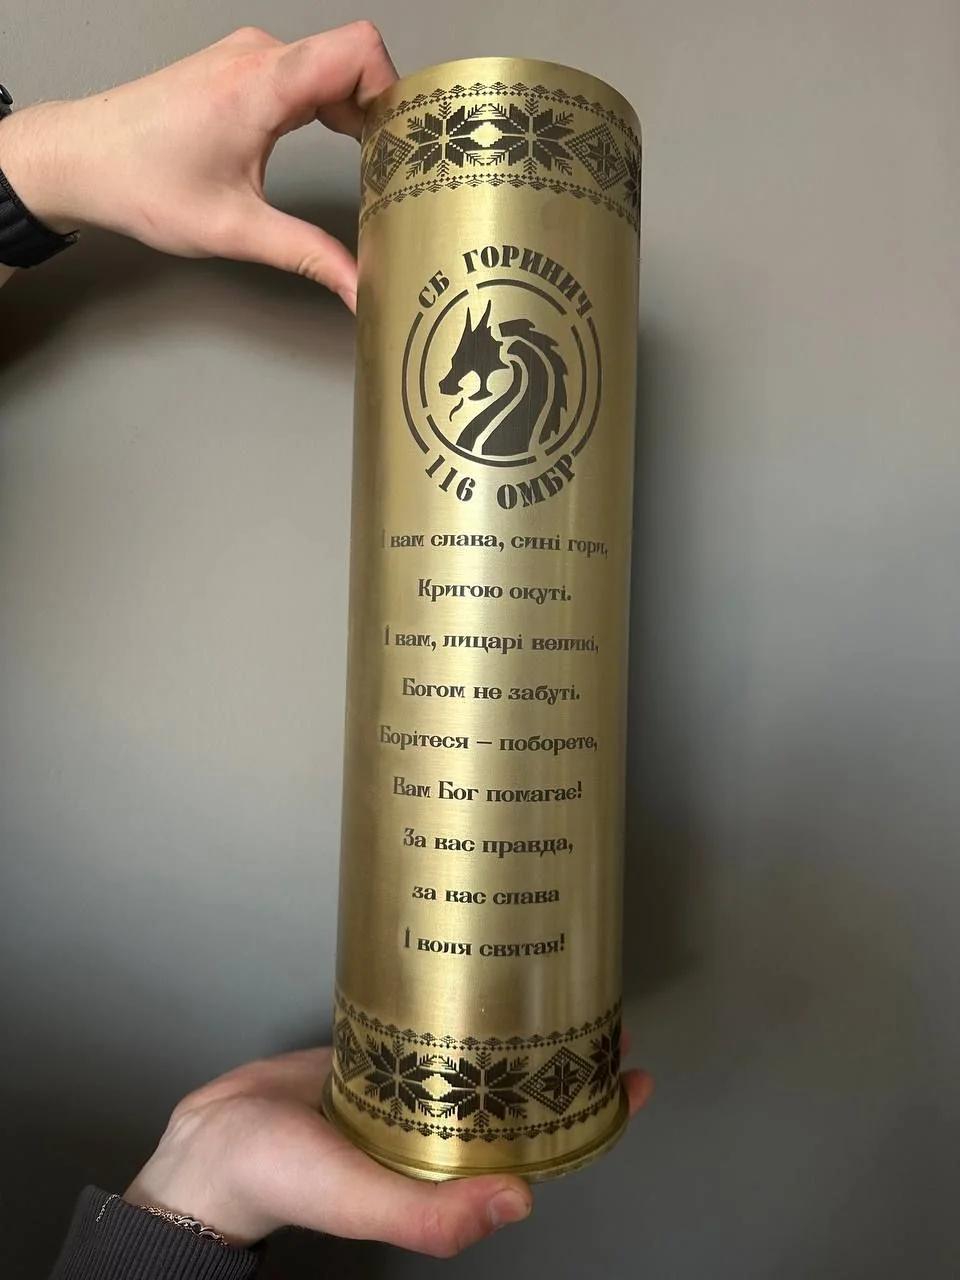 СБ ГОРИНИЧ
116 ОМБР
І вам слава, сині гори,
Кригою окуті.
І вам, лицарі великі,
Богом не забуті.
Борітеся — поборете,
Вам Бог помагає!
За вас правда,
за вас слава
І воля святая!